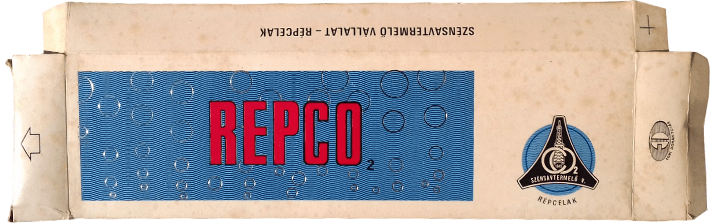 SZÉNSAVTERMELŐ VÁLLALAT – RÉPCELAK
REPCO
2
CO2
SZÉNSAVTERMELŐ V.
RÉPCELAK